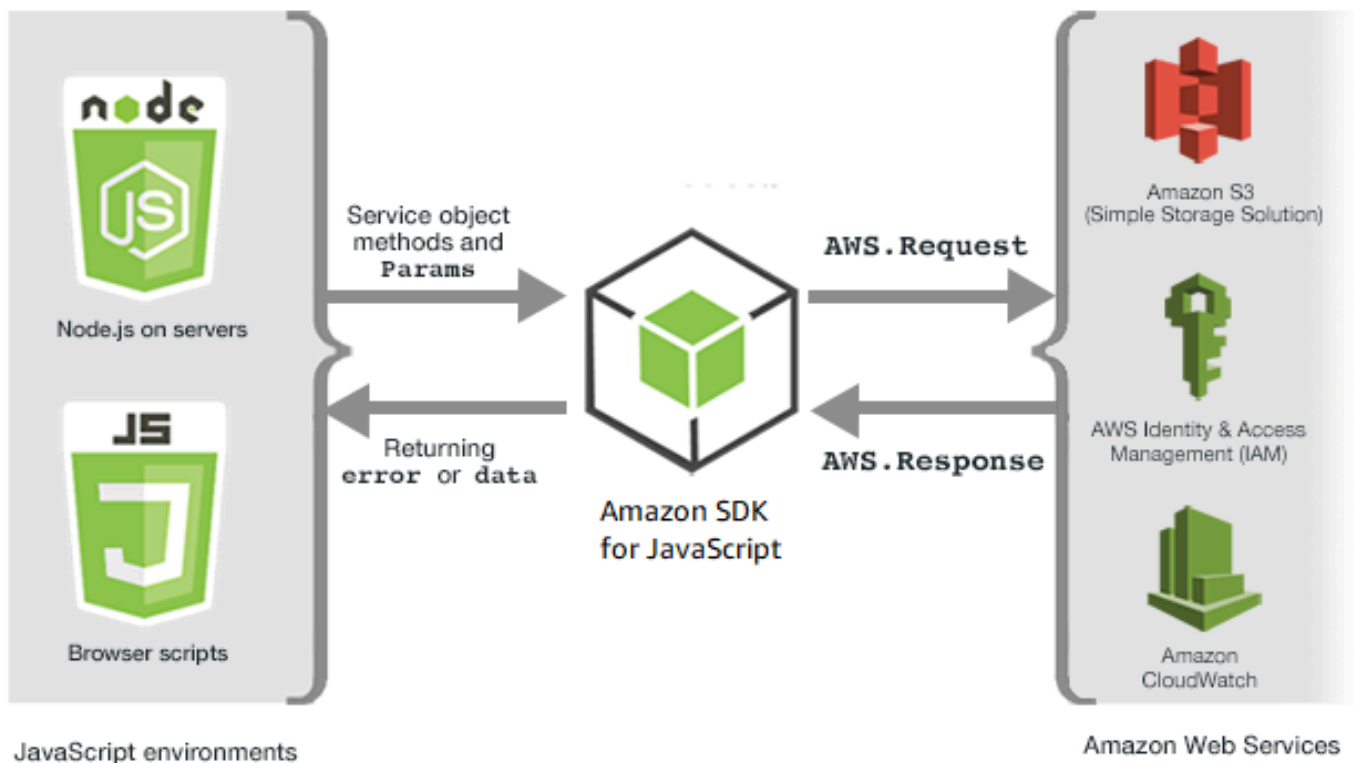 node
JS
Node.js on servers
JS
Browser scripts
JavaScript environments
Service object
methods and
Params
Returning
error or data
Amazon SDK
for JavaScript
AWS.Request
AWS.Response
Amazon S3
(Simple Storage Solution)
AWS Identity & Access
Management (IAM)
Amazon
CloudWatch
Amazon Web Services